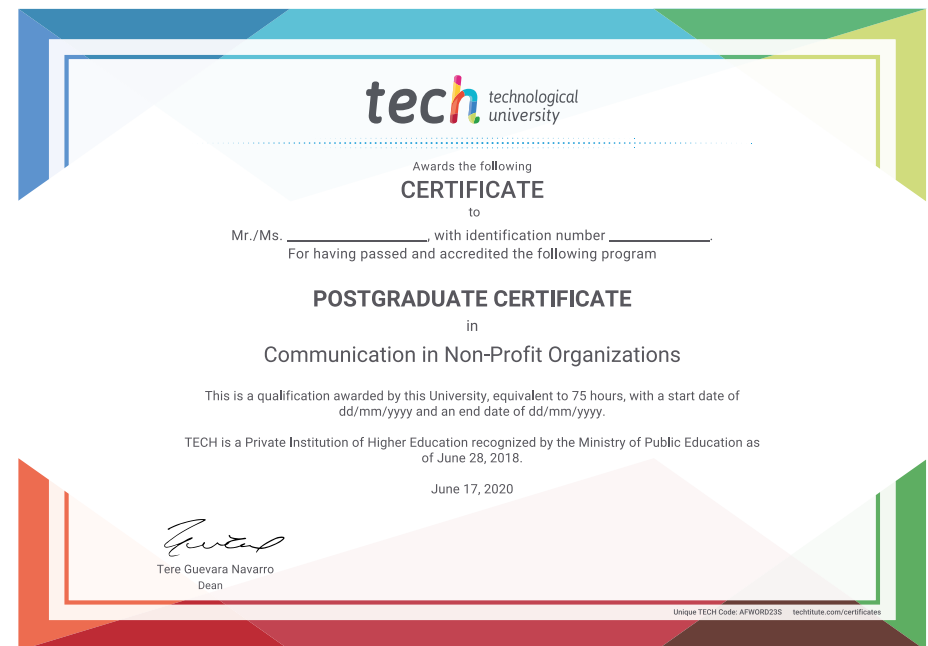 tech technological
university
Awards the following
CERTIFICATE
to
Mr./Ms. ____________________, with identification number ______________.
For having passed and accredited the following program
POSTGRADUATE CERTIFICATE
in
Communication in Non-Profit Organizations
This is a qualification awarded by this University, equivalent to 75 hours, with a start date of
dd/mm/yyyy and an end date of dd/mm/yyyy.
TECH is a Private Institution of Higher Education recognized by the Ministry of Public Education as
of June 28, 2018.
June 17, 2020
Tere Guevara Navarro
Dean
Unique TECH Code: AFWORD23S techtitute.com/certificates